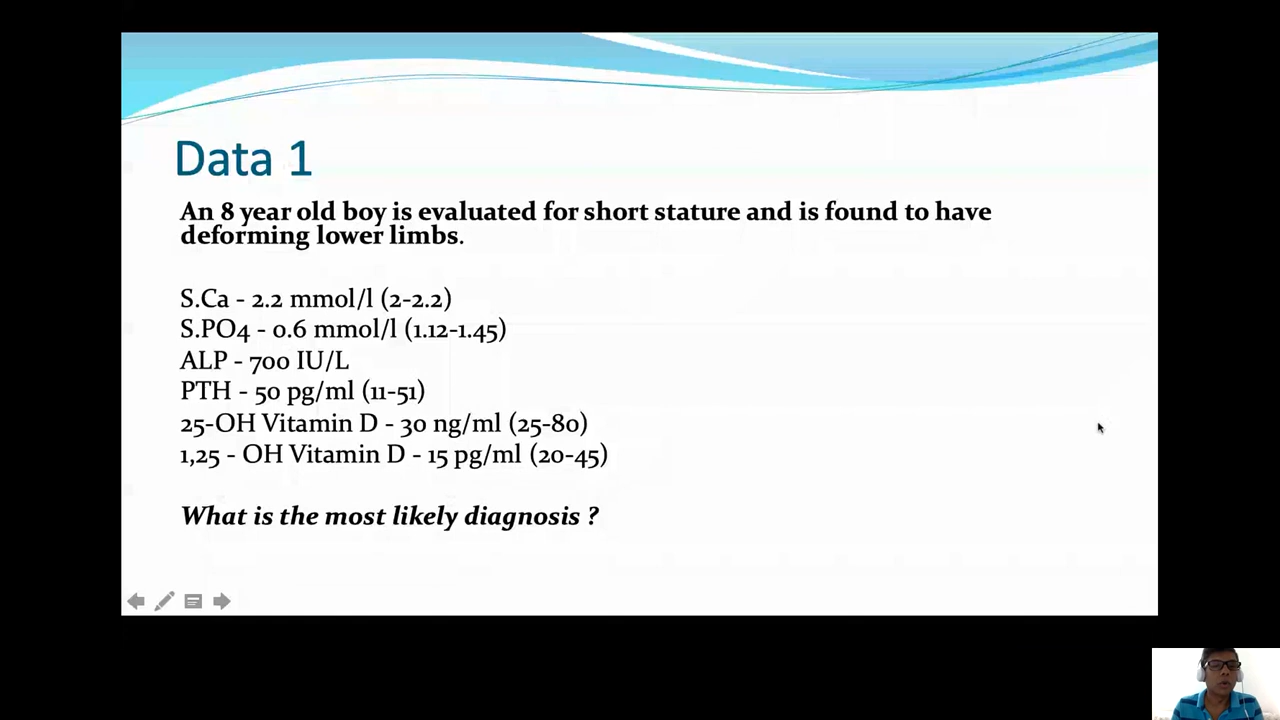 Data 1
An 8 year old boy is evaluated for short stature and is found to have
deforming lower limbs.
S.Ca - 2.2 mmol/l (2-2.2)
S.PO4 - 0.6 mmol/l (1.12-1.45)
ALP - 700 IU/L
PTH - 50 pg/ml (11-51)
25-OH Vitamin D - 30 ng/ml (25-80)
1,25 - OH Vitamin D - 15 pg/ml (20-45)
What is the most likely diagnosis ?